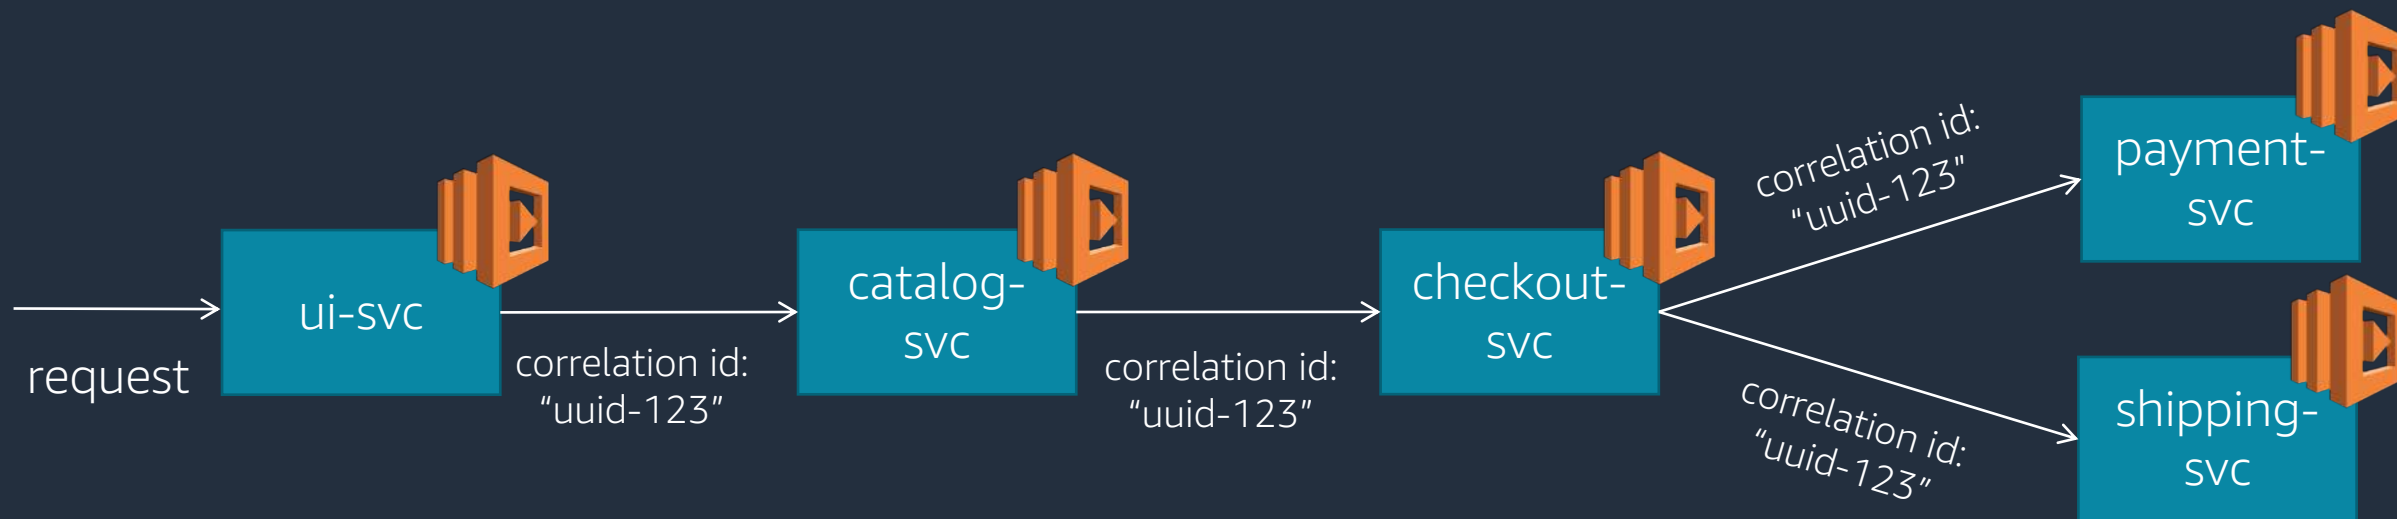 request
ui-svc
correlation id:
“uuid-123”
catalog-
svc
correlation id:
“uuid-123”
checkout-
svc
correlation id:
“uuid-123”
payment-
svc
correlation id:
“uuid-123”
shipping-
svc